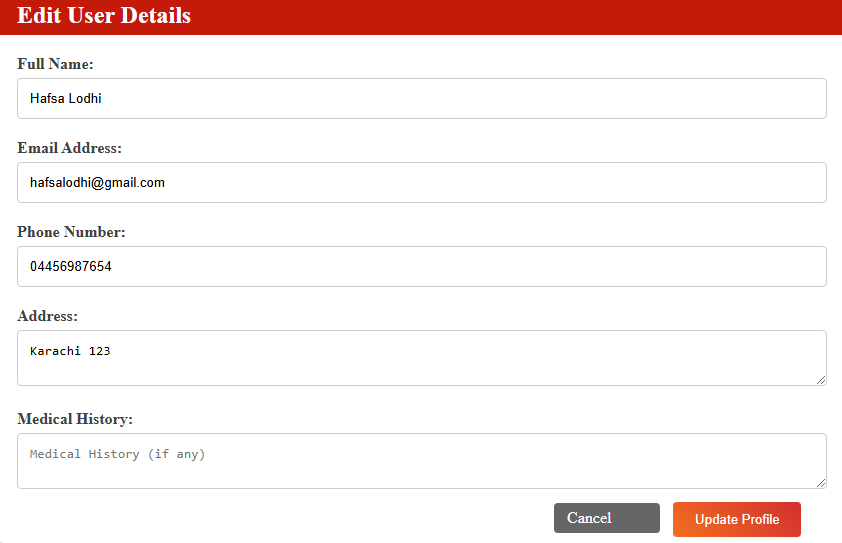 Edit User Details
Full Name:
Hafsa Lodhi
Email Address:
hafsalodhi@gmail.com
Phone Number:
04456987654
Address:
Karachi 123
Medical History:
Medical History (if any)
Cancel Update Profile